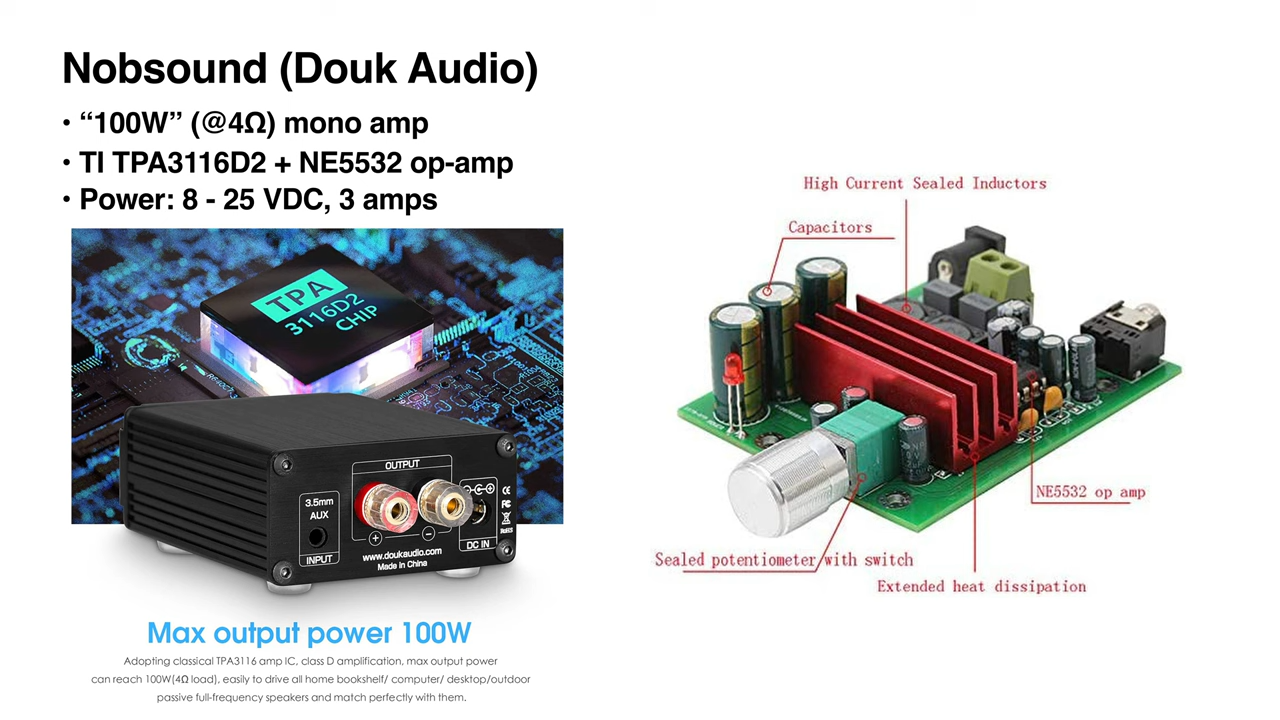 Nobsound (Douk Audio)
• “100W” (@4Ω) mono amp
• TI TPA3116D2 + NE5532 op-amp
• Power: 8 - 25 VDC, 3 amps
TPA
3116D2
CHIP
OUTPUT
3.5mm
AUX
INPUT
+
−
DC IN
CE
FC
RoHS
www.doukaudio.com
Made in China
Max output power 100W
Adopting classical TPA3116 amp IC, class D amplification, max output power
can reach 100W(4Ω load), easily to drive all home bookshelf/ computer/ desktop/outdoor
passive full-frequency speakers and match perfectly with them.
High Current Sealed Inductors
Capacitors
NE5532 op amp
Sealed potentiometer with switch
Extended heat dissipation